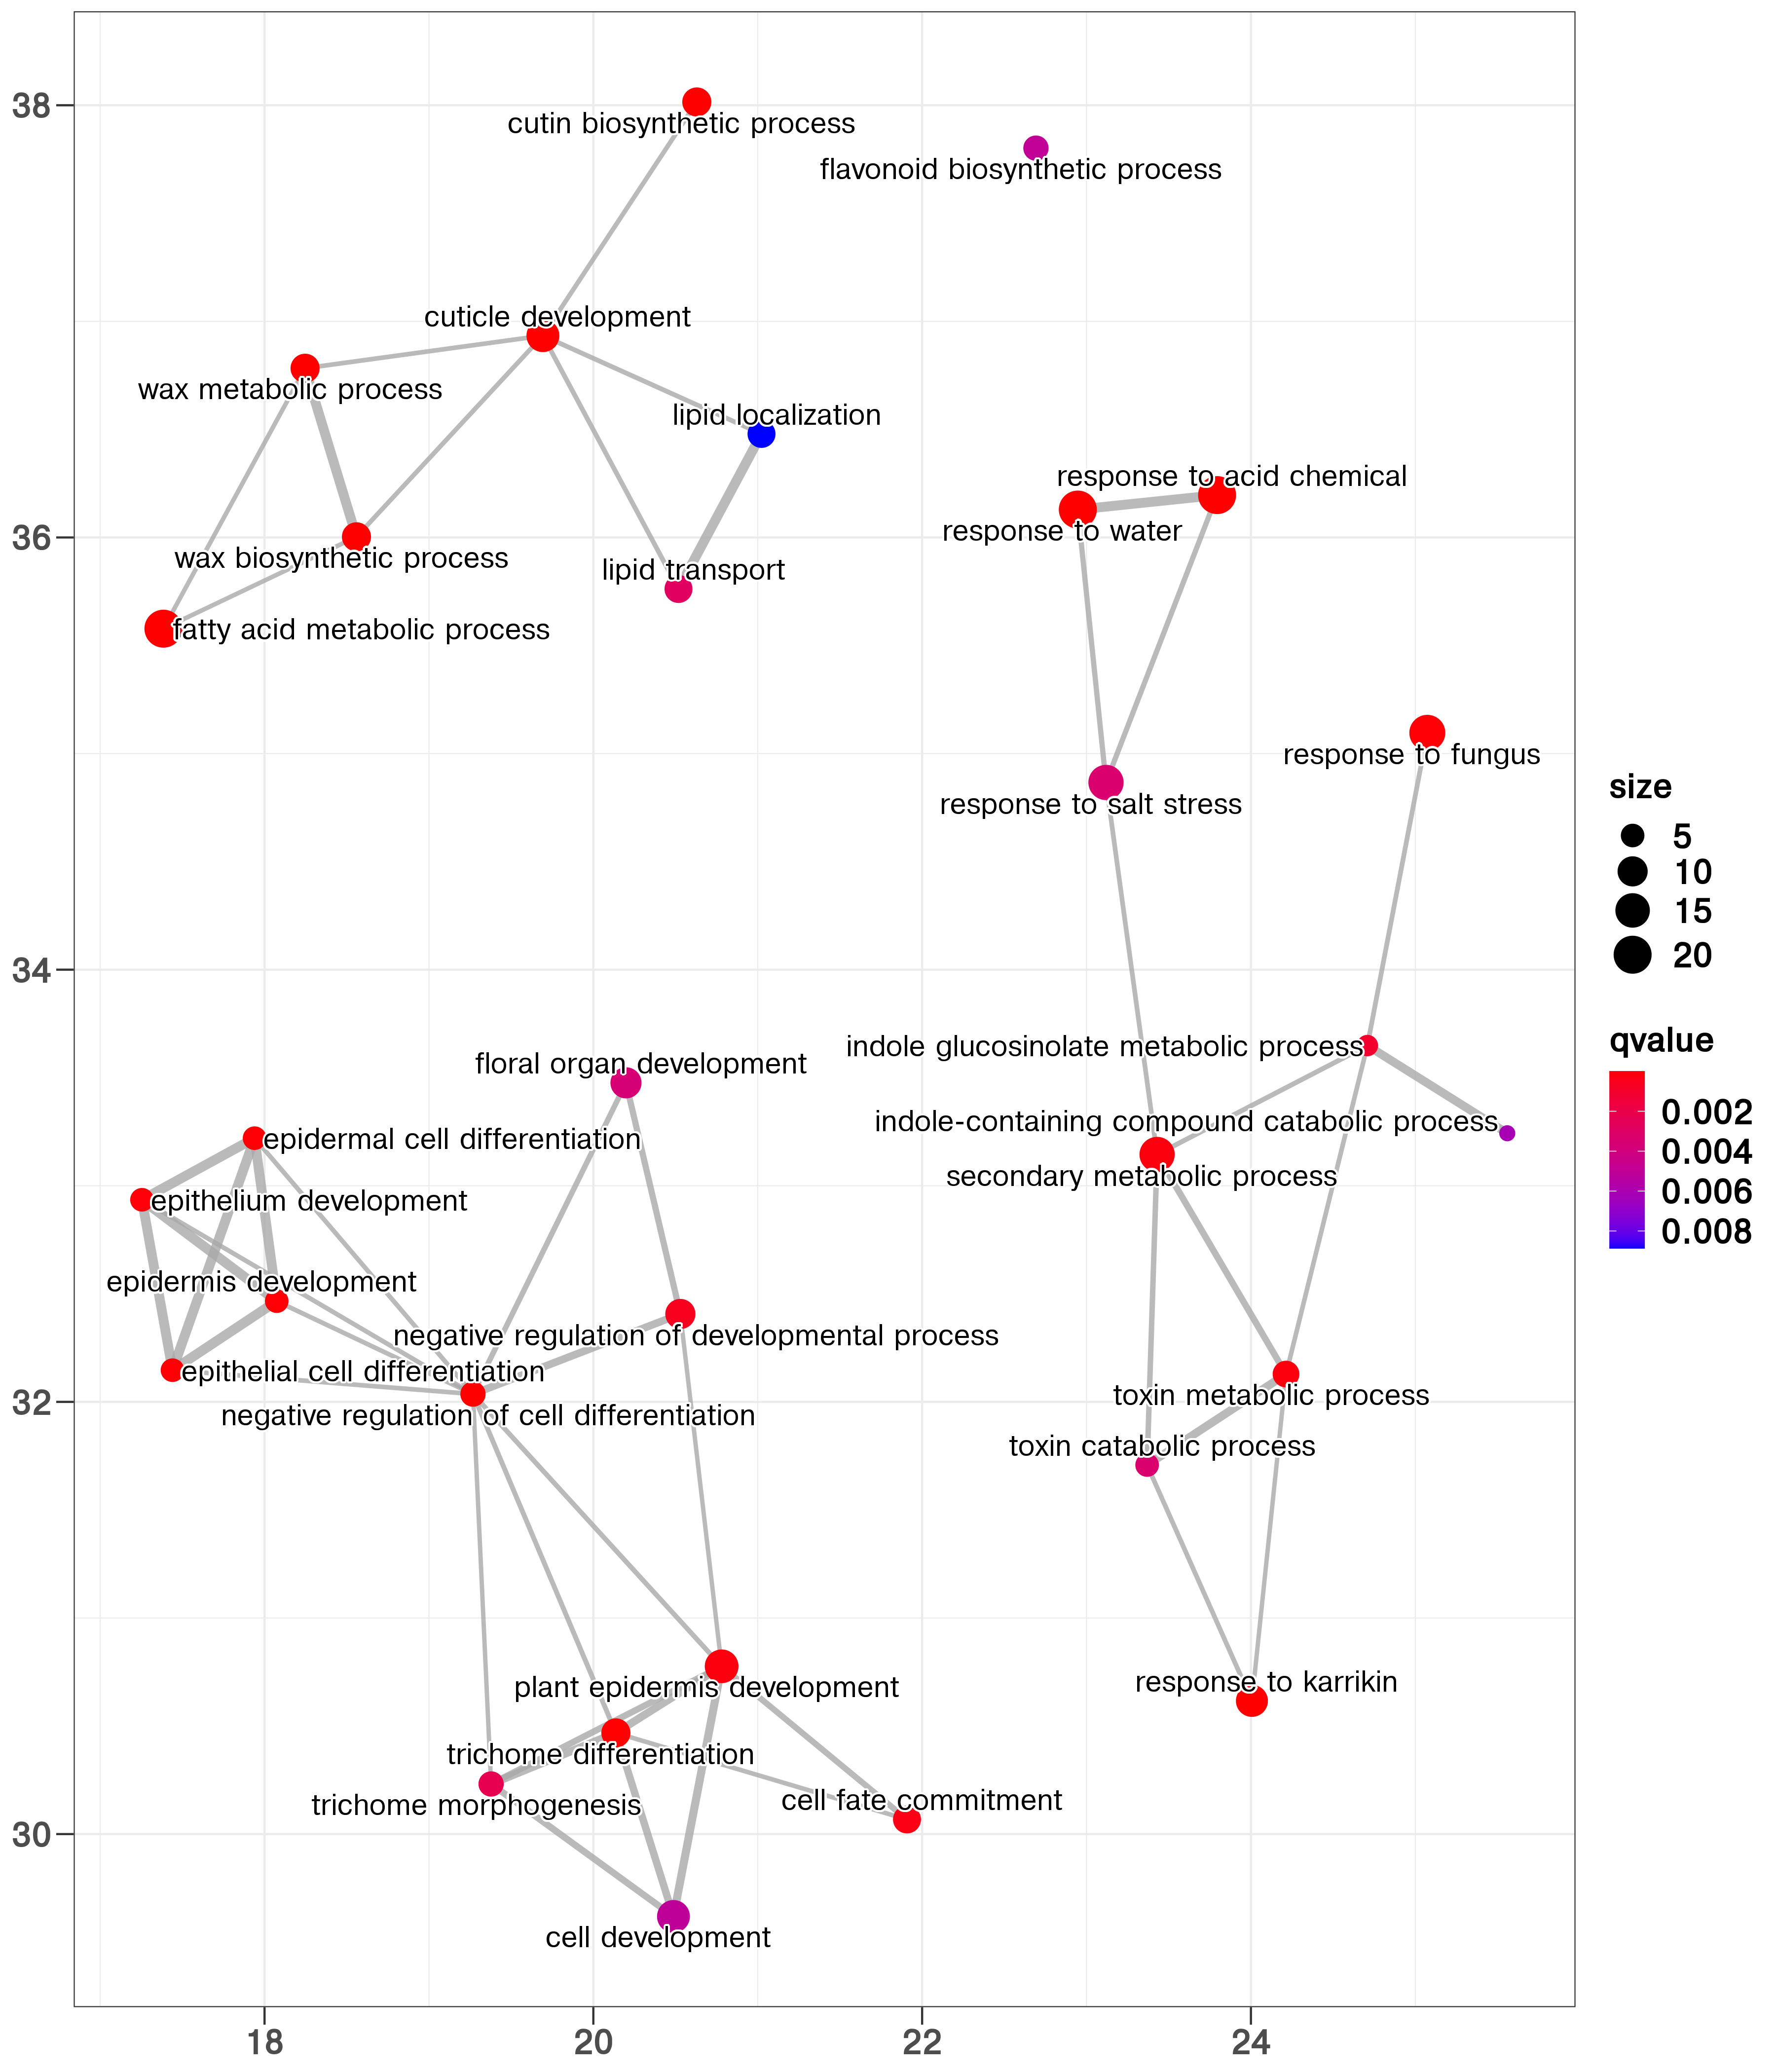 38
cutin biosynthetic process
flavonoid biosynthetic process
cuticle development
wax metabolic process
lipid localization
response to acid chemical
response to water
36
wax biosynthetic process
lipid transport
fatty acid metabolic process
response to fungus
response to salt stress
34
indole glucosinolate metabolic process
floral organ development
indole-containing compound catabolic process
epidermal cell differentiation
secondary metabolic process
epithelium development
epidermis development
negative regulation of developmental process
epithelial cell differentiation
32
toxin metabolic process
negative regulation of cell differentiation
toxin catabolic process
response to karrikin
plant epidermis development
trichome differentiation
cell fate commitment
trichome morphogenesis
30
cell development
18
20
22
24
size
5
10
15
20
qvalue
0.002
0.004
0.006
0.008